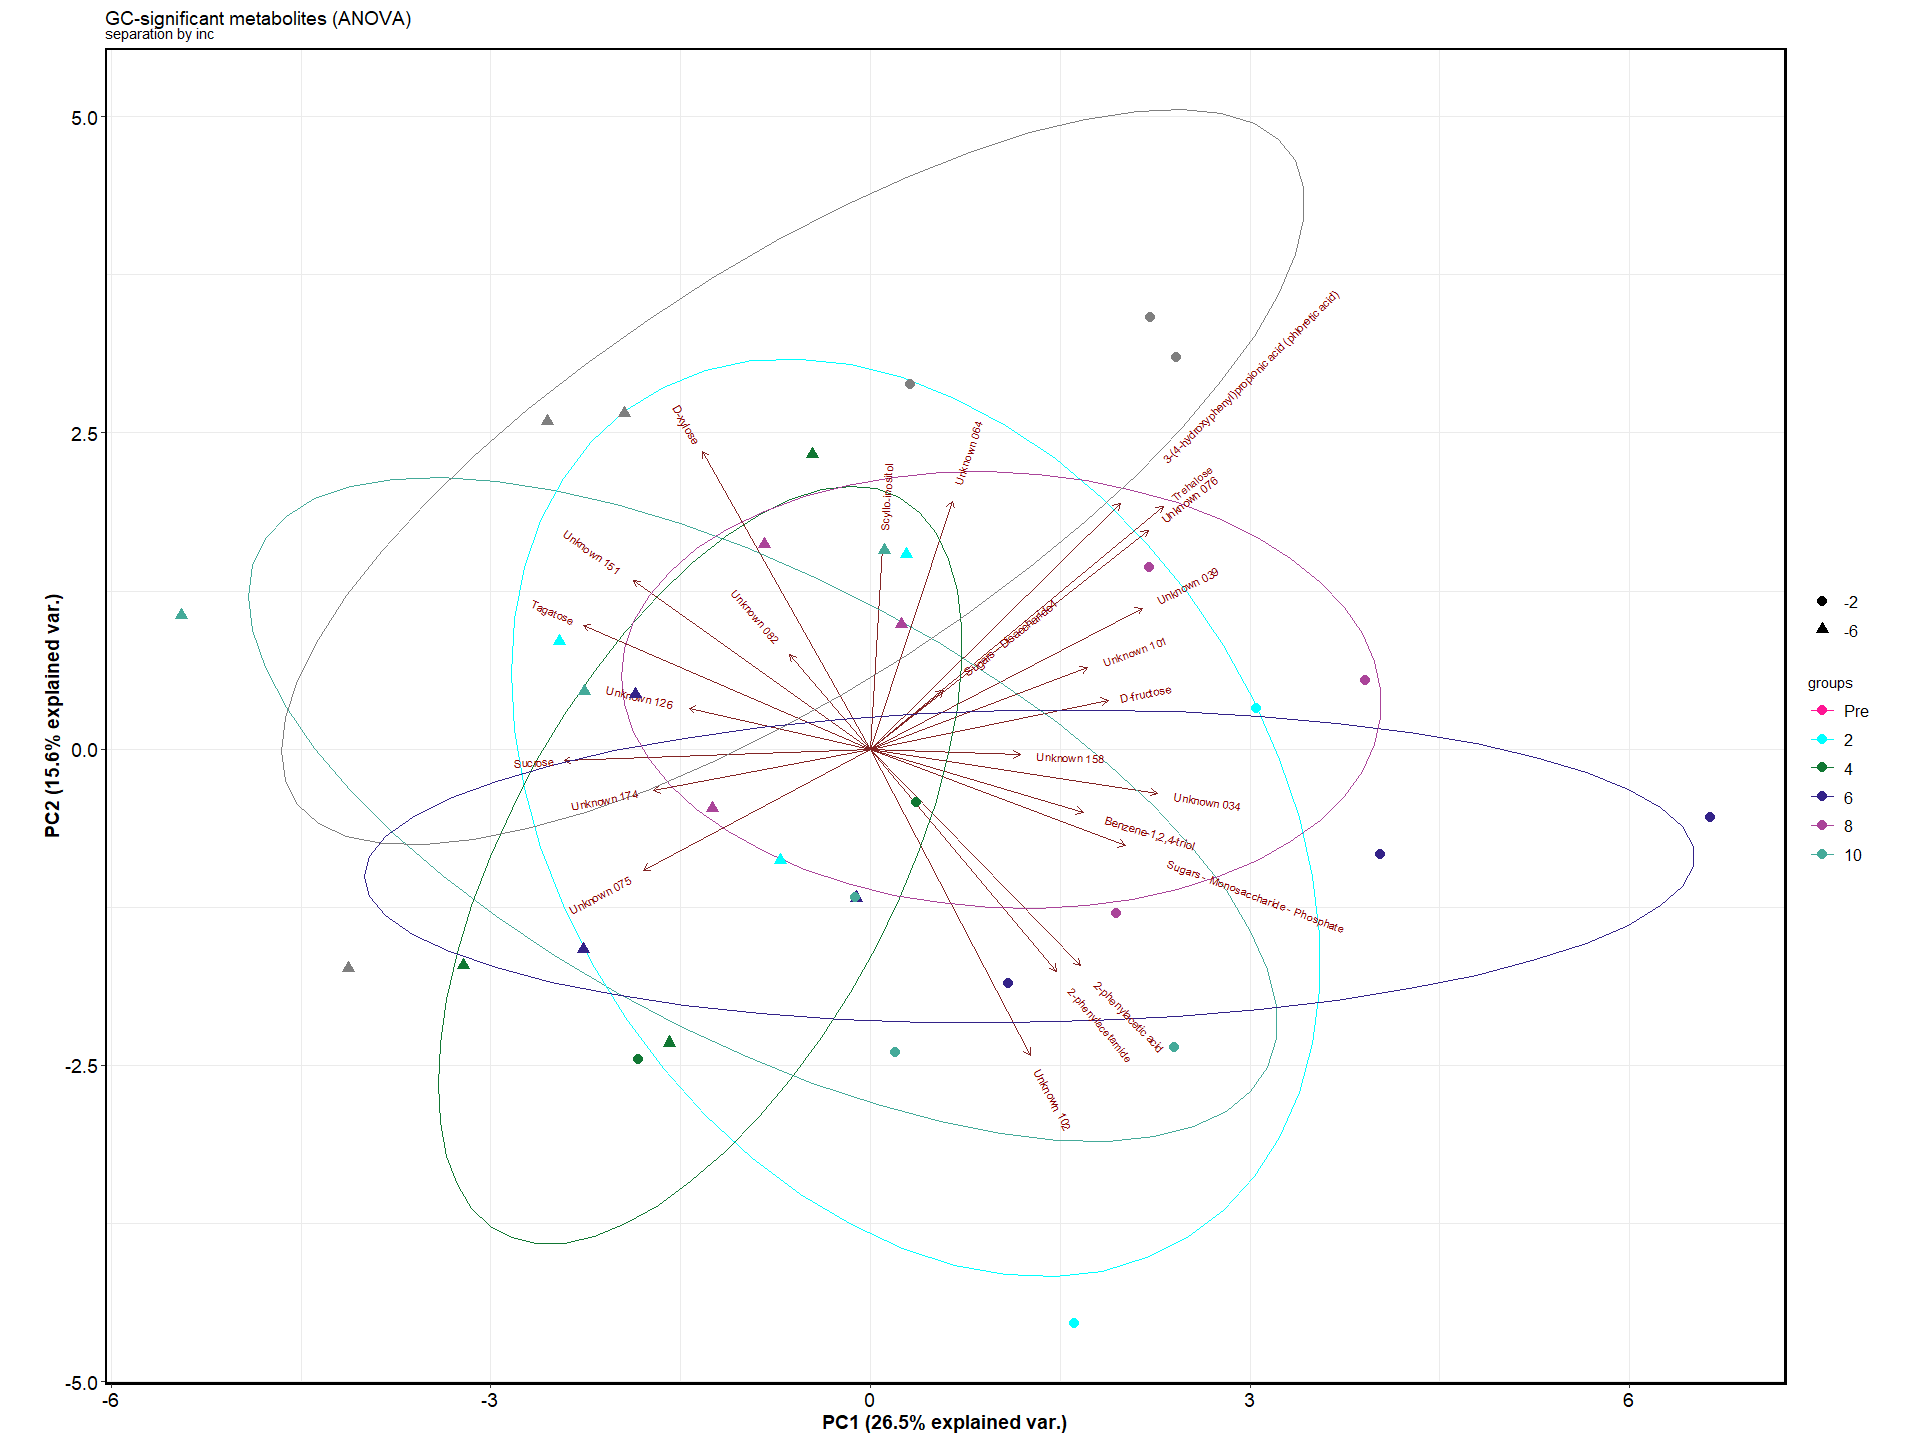 GC-significant metabolites (ANOVA)
separation by inc
5.0
2.5
0.0
-2.5
-5.0
PC2 (15.6% explained var.)
-6
-3
0
3
6
PC1 (26.5% explained var.)
3-(4-hydroxyphenyl)propionic acid (phloretic acid)
D-xylose
Unknown 064
Scyllo-inositol
Trehalose
Unknown 076
Unknown 151
Unknown 039
Tagatose
Unknown 082
Sugars - Disaccharide
Unknown 101
D-fructose
Unknown 126
Sucrose
Unknown 158
Unknown 174
Unknown 034
Benzene-1,2,4-triol
Unknown 075
Sugars - Monosaccharide - Phosphate
2-phenylacetic acid
2-phenylacetamide
Unknown 102
-2
-6
groups
Pre
2
4
6
8
10